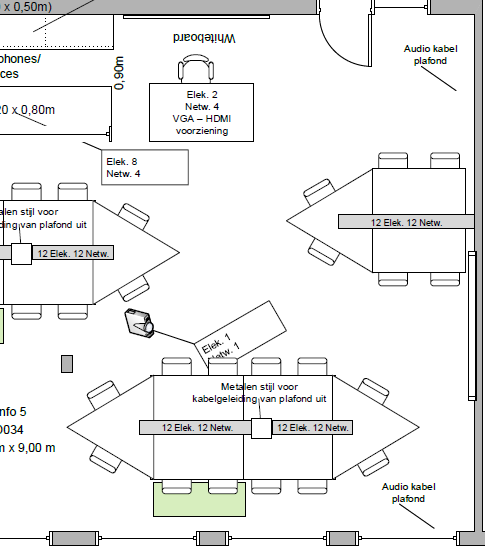 x 0,50m)
Whiteboard
Audio kabel
plafond
phones/
ces
0,90m
20 x 0,80m
Elek. 2
Netw. 4
VGA – HDMI
voorziening
Elek. 8
Netw. 4
alen stijl voor
ding van plafond uit
12 Elek. 12 Netw.
12 Elek. 12 Netw.
Elek. 1
Netw. 1
Metalen stijl voor
kabelgeleiding van plafond uit
12 Elek. 12 Netw.
12 Elek. 12 Netw.
nfo 5
0034
m x 9,00 m
Audio kabel
plafond